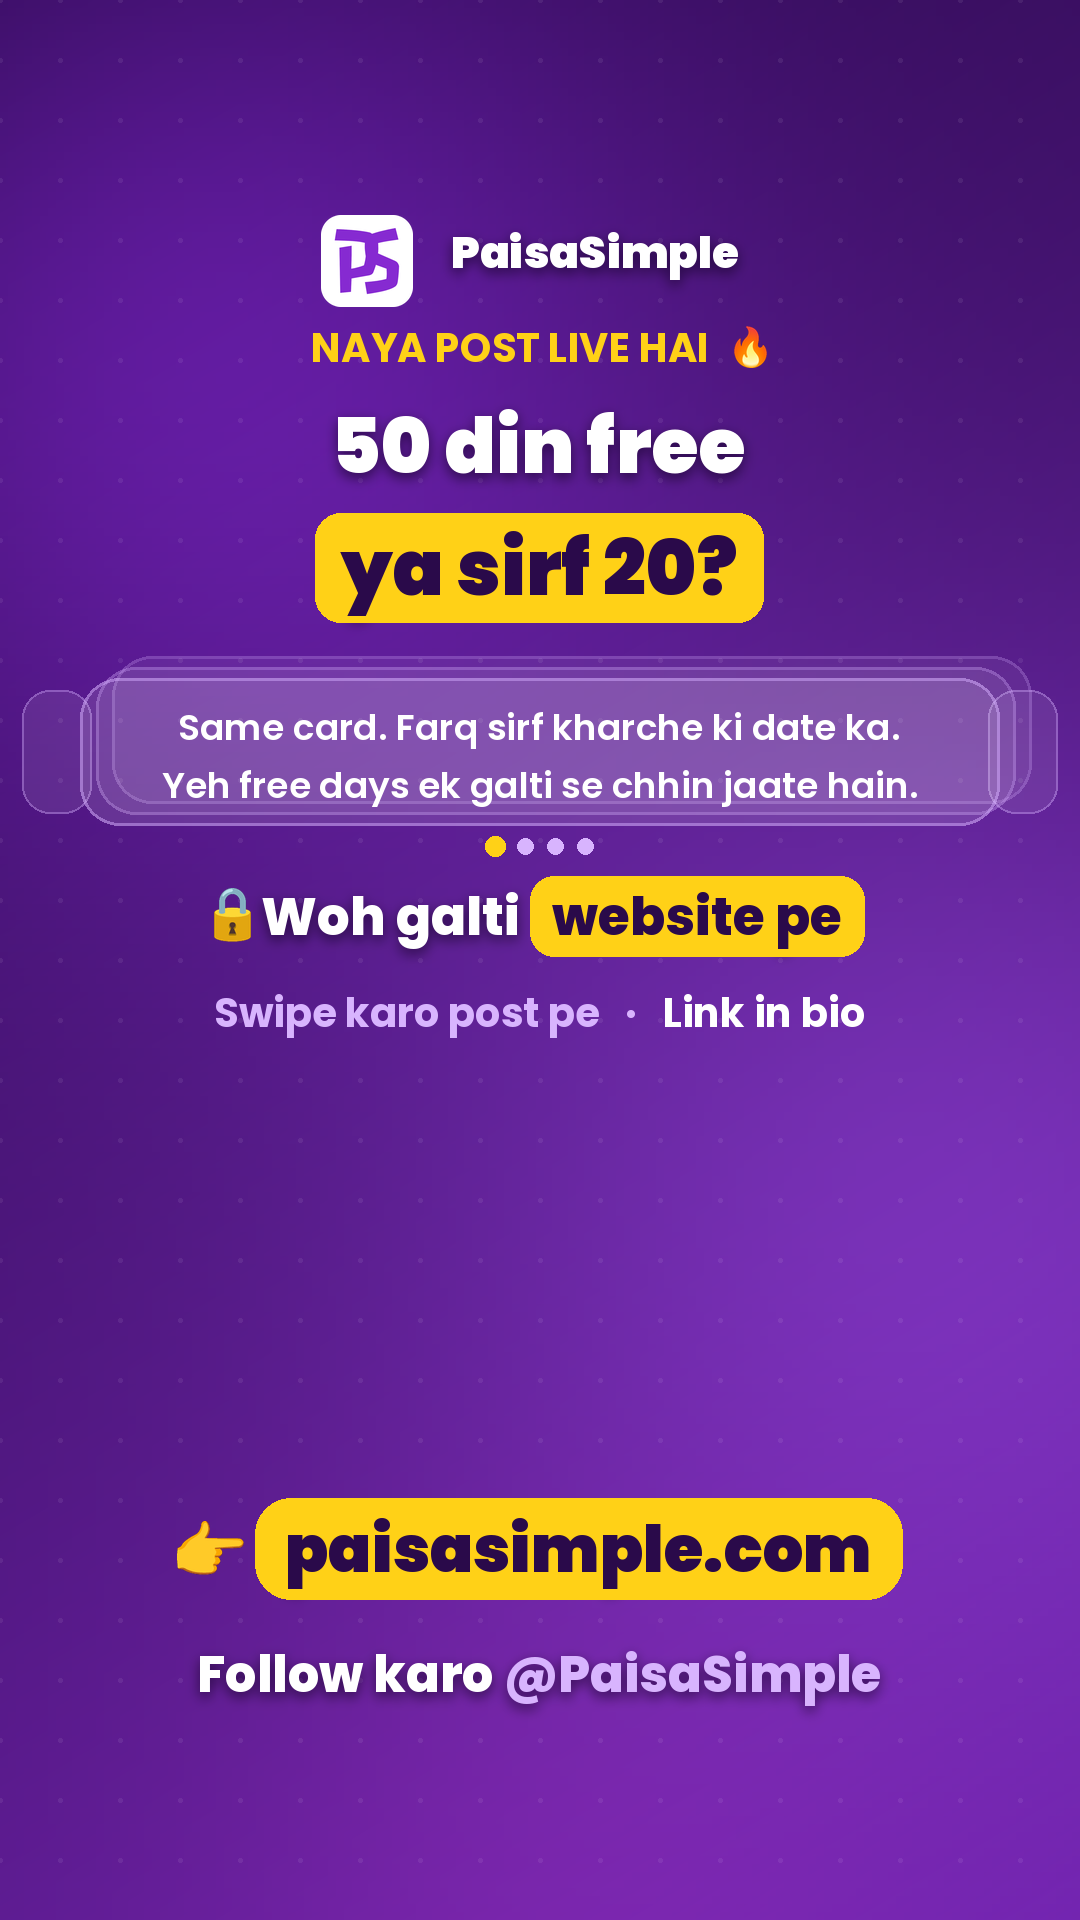 PS PaisaSimple
NAYA POST LIVE HAI 🔥
50 din free
ya sirf 20?
Same card. Farq sirf kharche ki date ka.
Yeh free days ek galti se chhin jaate hain.
🔒 Woh galti website pe
Swipe karo post pe · Link in bio
👉 paisasimple.com
Follow karo @PaisaSimple